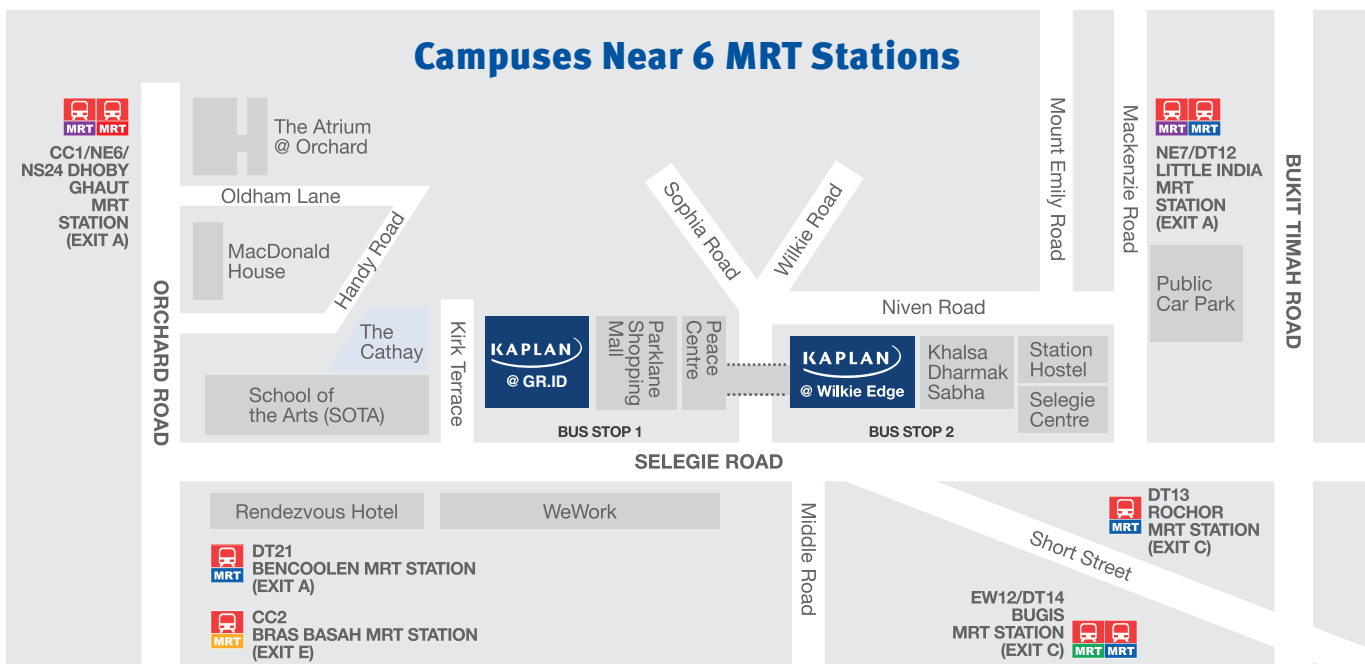 Campuses Near 6 MRT Stations
MRT MRT
CC1/NE6/
NS24 DHOBY
GHAUT
MRT
STATION
(EXIT A)
The Atrium
@ Orchard
Oldham Lane
MacDonald
House
Handy Road
ORCHARD ROAD
The
Cathay
School of
the Arts (SOTA)
Kirk Terrace
KAPLAN
@ GR.ID
Parklane
Shopping
Mall
Peace
Centre
BUS STOP 1
Sophia Road
Wilkie Road
Niven Road
Mount Emily Road
Mackenzie Road
KAPLAN
@ Wilkie Edge
Khalsa
Dharmak
Sabha
Station
Hostel
Selegie
Centre
BUS STOP 2
MRT MRT
NE7/DT12
LITTLE INDIA
MRT
STATION
(EXIT A)
Public
Car Park
BUKIT TIMAH ROAD
SELEGIE ROAD
Rendezvous Hotel
WeWork
MRT
DT21
BENCOOLEN MRT STATION
(EXIT A)
MRT
CC2
BRAS BASAH MRT STATION
(EXIT E)
Middle Road
Short Street
MRT
DT13
ROCHOR
MRT STATION
(EXIT C)
EW12/DT14
BUGIS
MRT STATION
(EXIT C)
MRT MRT